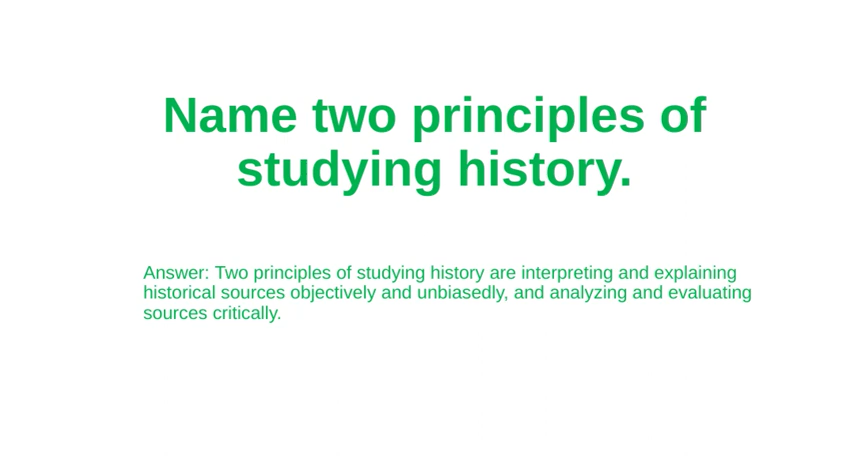 Name two principles of
studying history.
Answer: Two principles of studying history are interpreting and explaining
historical sources objectively and unbiasedly, and analyzing and evaluating
sources critically.